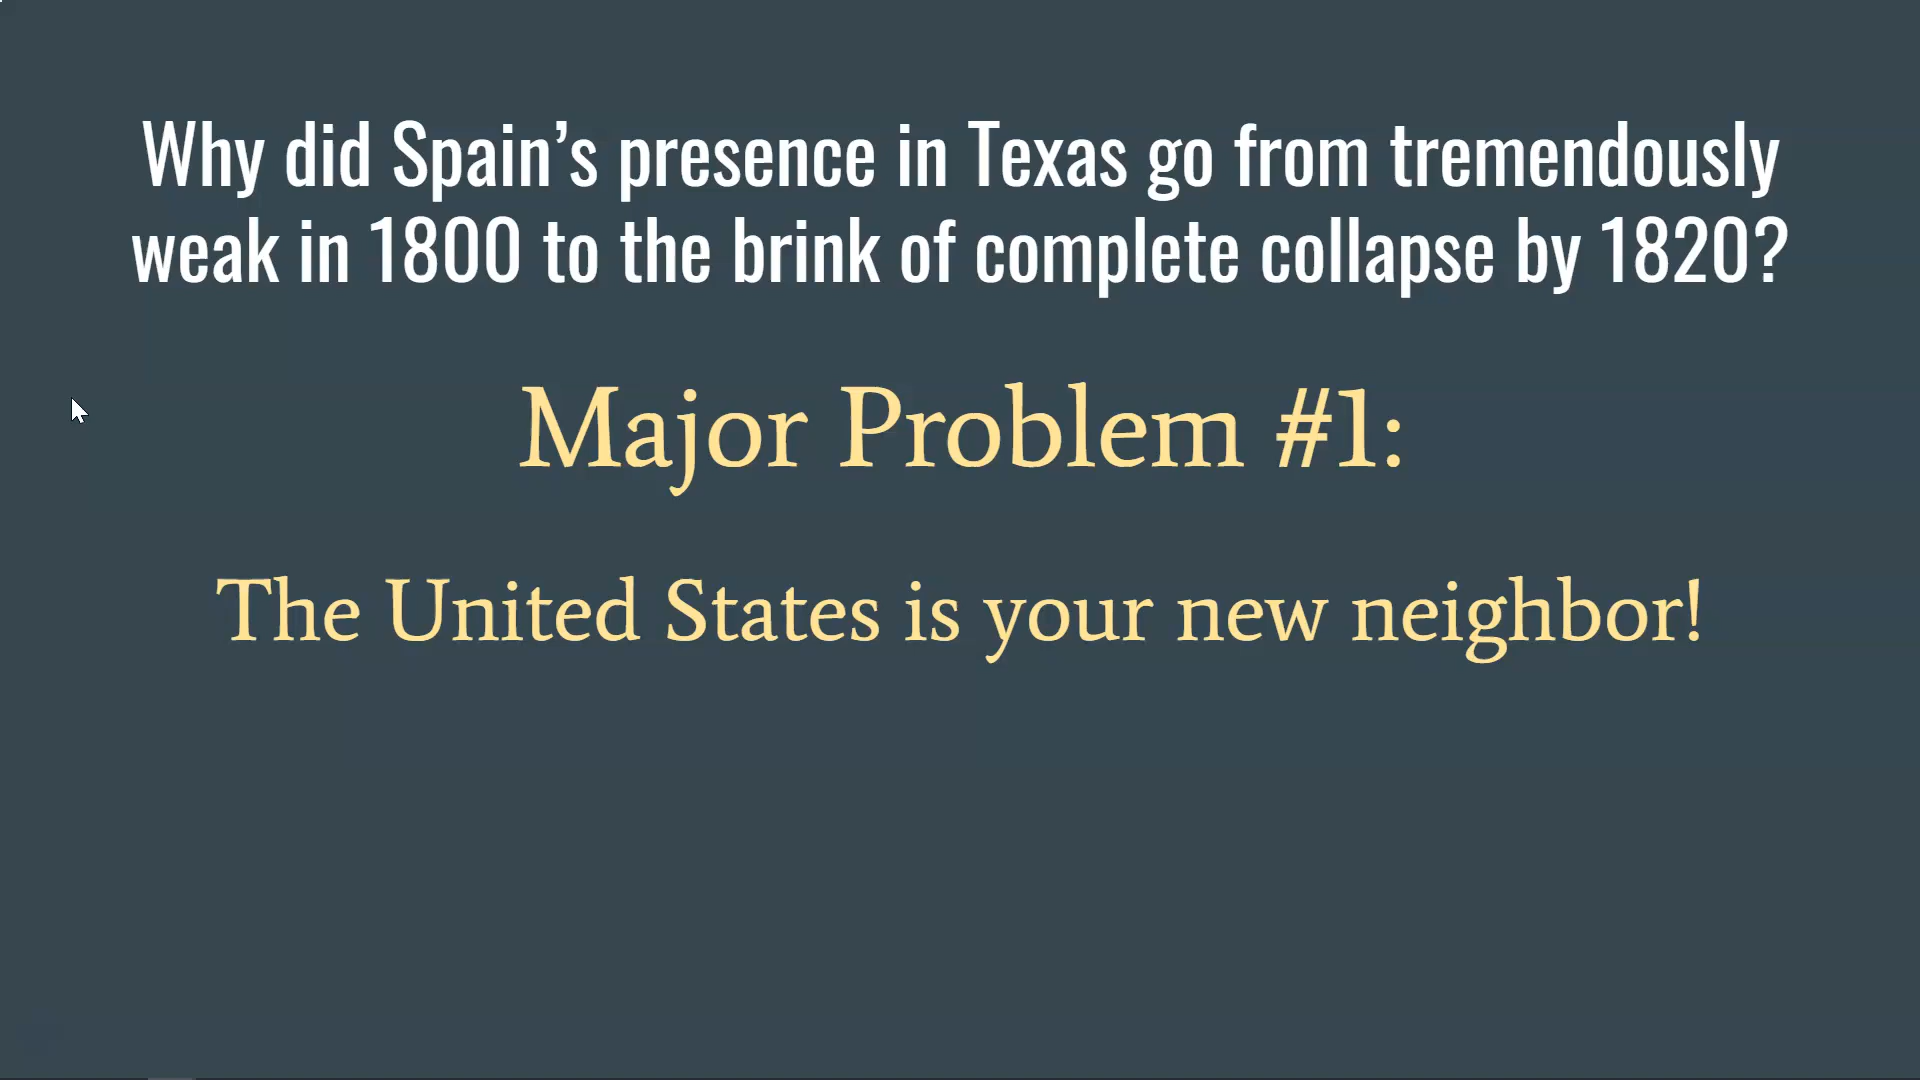 Why did Spain’s presence in Texas go from tremendously
weak in 1800 to the brink of complete collapse by 1820?
Major Problem #1:
The United States is your new neighbor!